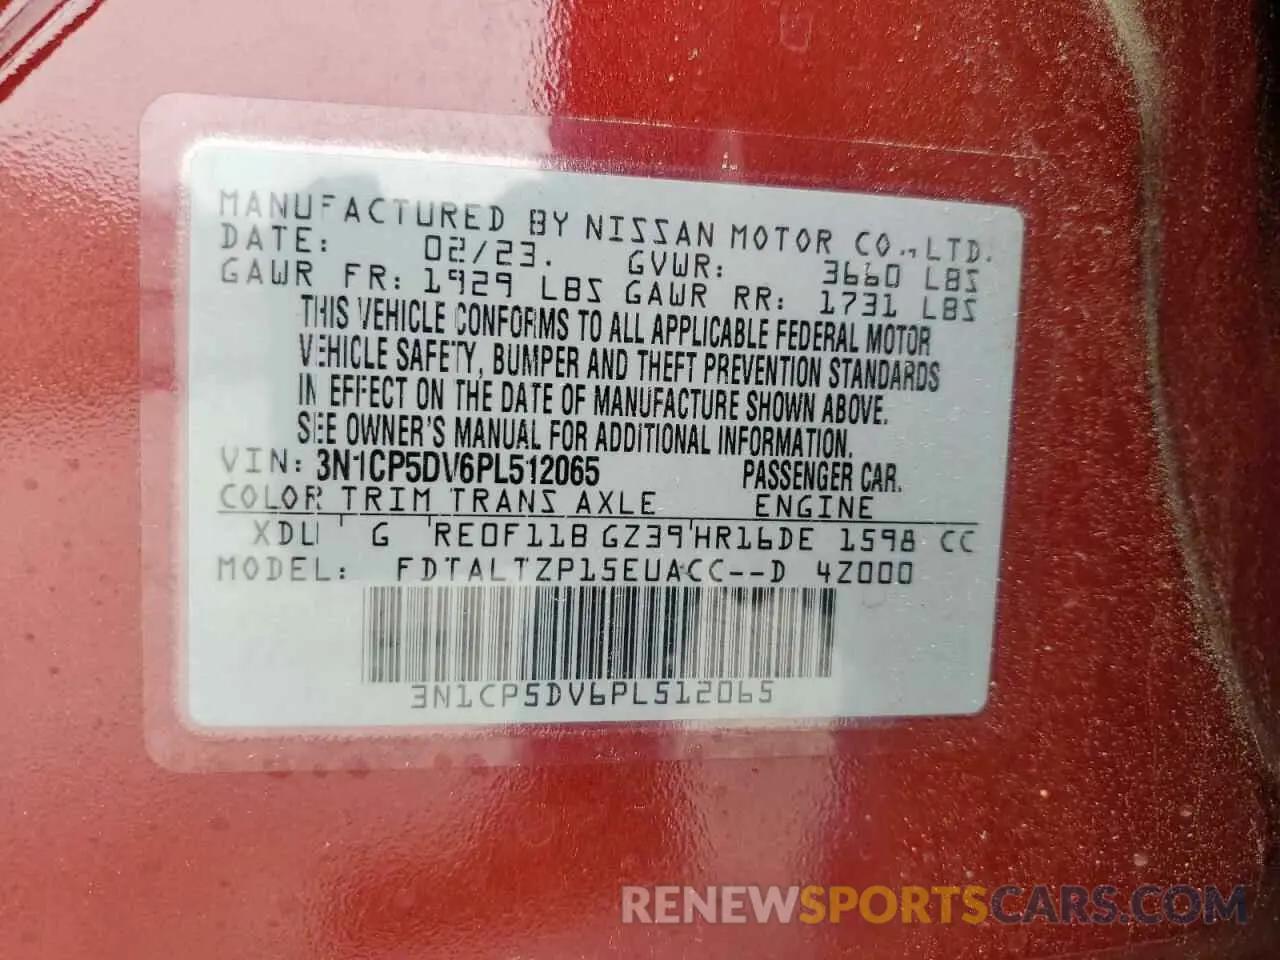 MANUFACTURED BY NISSAN MOTOR CO.,LTD.
DATE: 02/23. GVWR: 3660 LBS
GAWR FR: 1929 LBS GAWR RR: 1731 LBS
THIS VEHICLE CONFORMS TO ALL APPLICABLE FEDERAL MOTOR
VEHICLE SAFETY, BUMPER AND THEFT PREVENTION STANDARDS
IN EFFECT ON THE DATE OF MANUFACTURE SHOWN ABOVE.
SEE OWNER'S MANUAL FOR ADDITIONAL INFORMATION.
VIN: 3N1CP5DV6PL512065 PASSENGER CAR.
COLOR TRIM TRANS AXLE ENGINE
XDU G RE0F11B GZ39 HR16DE 1598 CC
MODEL: FDTALTZP15EUACC--D 4Z000
3N1CP5DV6PL512065
RENEWSPORTSCARS.COM